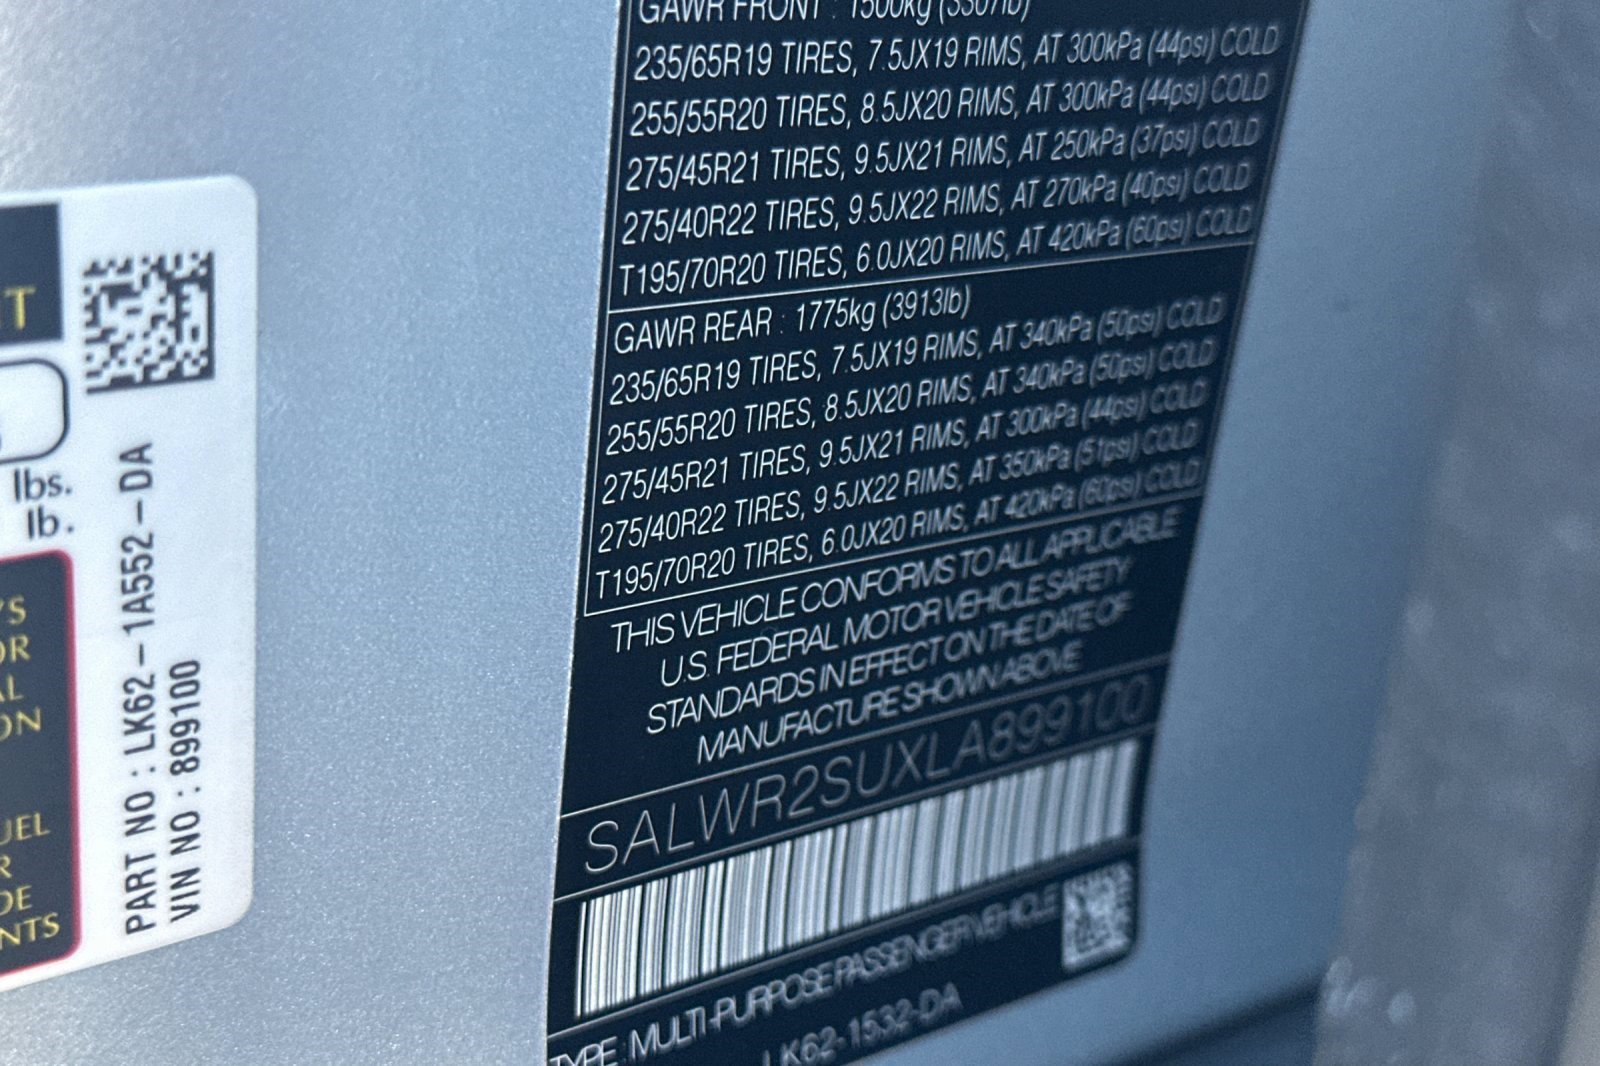 T
lbs.
lb.
'S
OR
AL
ON
UEL
R
DE
NTS
PART NO : LK62-1A552-DA
VIN NO : 899100
GAWR FRONT : 1500kg (3307lb)
235/65R19 TIRES, 7.5JX19 RIMS, AT 300kPa (44psi) COLD
255/55R20 TIRES, 8.5JX20 RIMS, AT 300kPa (44psi) COLD
275/45R21 TIRES, 9.5JX21 RIMS, AT 250kPa (37psi) COLD
275/40R22 TIRES, 9.5JX22 RIMS, AT 270kPa (40psi) COLD
T195/70R20 TIRES, 6.0JX20 RIMS, AT 420kPa (60psi) COLD
GAWR REAR : 1775kg (3913lb)
235/65R19 TIRES, 7.5JX19 RIMS, AT 340kPa (50psi) COLD
255/55R20 TIRES, 8.5JX20 RIMS, AT 340kPa (50psi) COLD
275/45R21 TIRES, 9.5JX21 RIMS, AT 300kPa (44psi) COLD
275/40R22 TIRES, 9.5JX22 RIMS, AT 350kPa (51psi) COLD
T195/70R20 TIRES, 6.0JX20 RIMS, AT 420kPa (60psi) COLD
THIS VEHICLE CONFORMS TO ALL APPLICABLE
U.S. FEDERAL MOTOR VEHICLE SAFETY
STANDARDS IN EFFECT ON THE DATE OF
MANUFACTURE SHOWN ABOVE
SALWR2SUXLA899100
TYPE : MULTI-PURPOSE PASSENGER VEHICLE
LK62-1532-DA